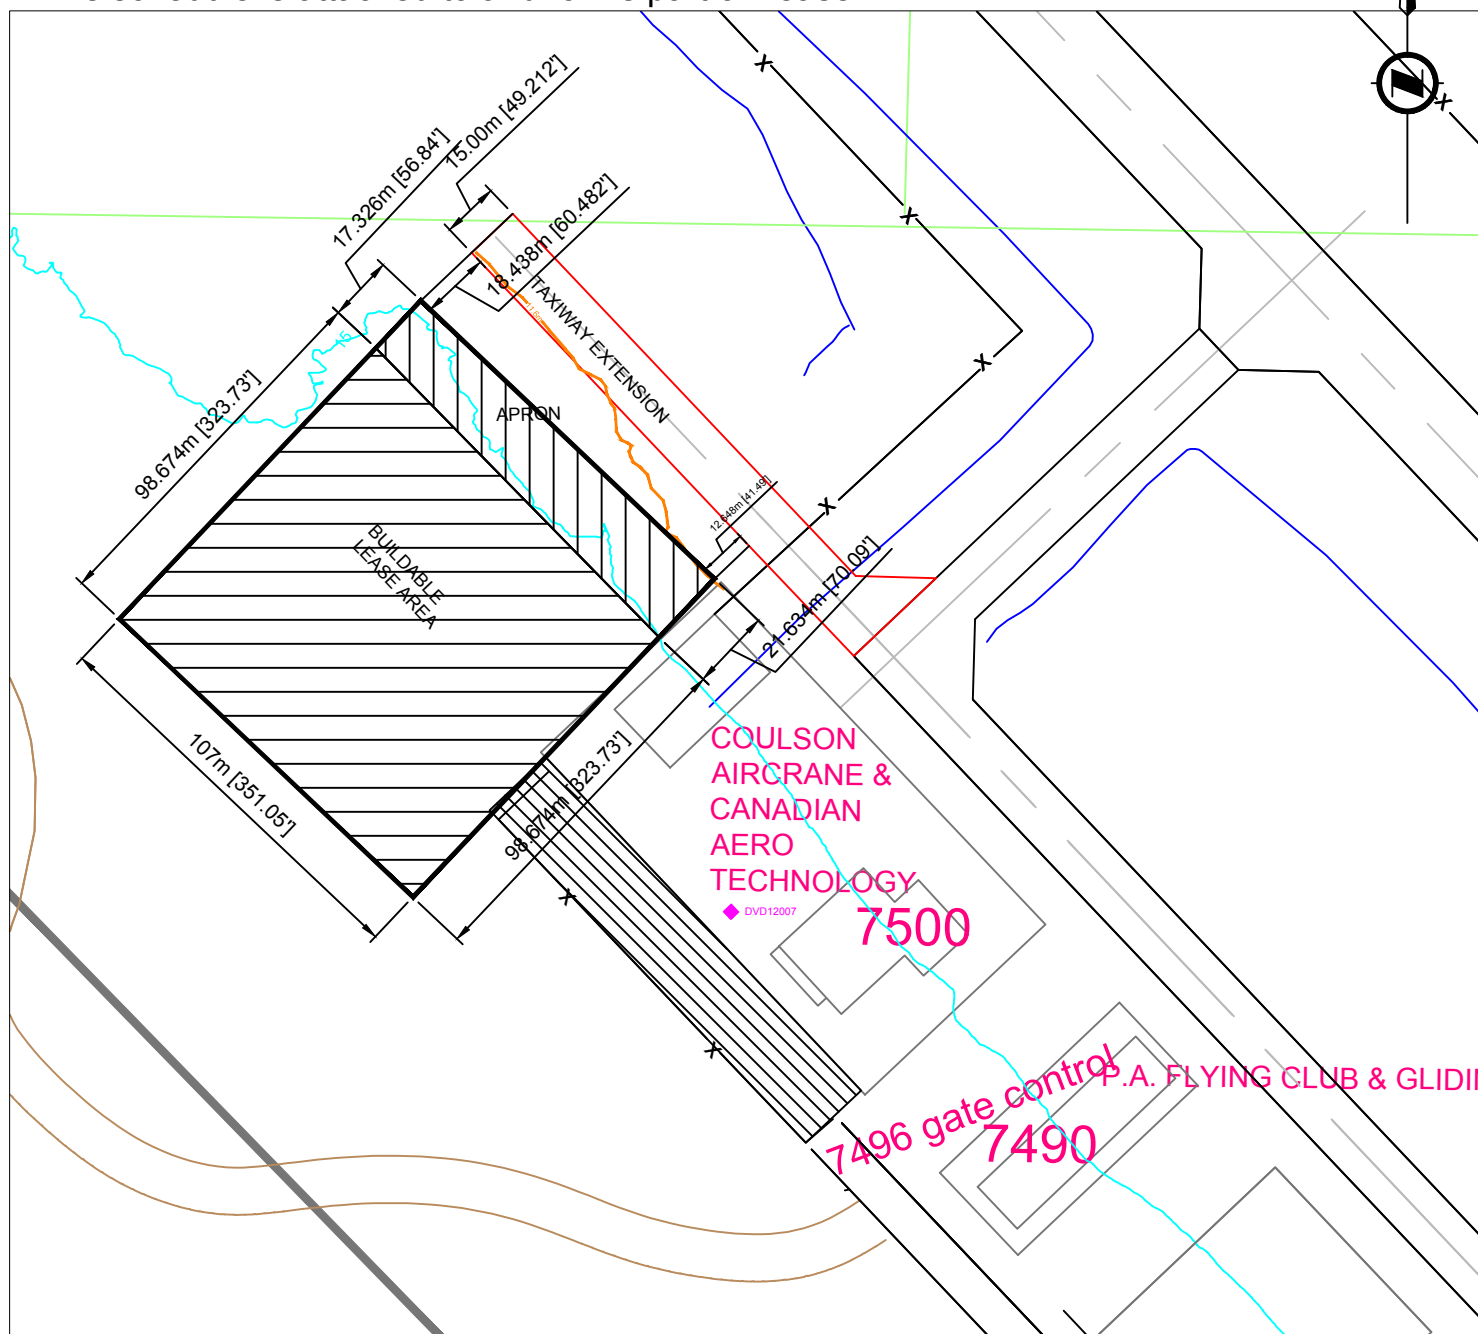 15.00m [49.212']
17.326m [56.84']
18.438m [60.482']
TAXIWAY EXTENSION
15
APRON
98.674m [323.73']
12.648m [41.49']
BUILDABLE
LEASE AREA
21.634m [70.09']
107m [351.05']
98.674m [323.73']
COULSON
AIRCRANE &
CANADIAN
AERO
TECHNOLOGY
DVD12007
7500
7496 gate control
P.A. FLYING CLUB & GLIDI
7490
X
X
X
X
X
X
X